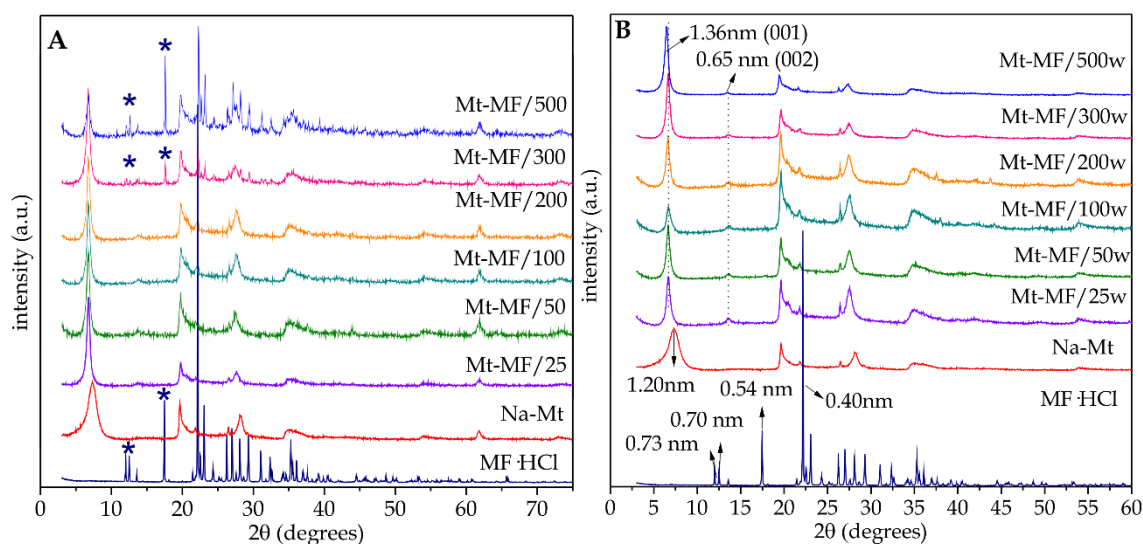 A
*
*
Mt-MF/500
*
*
Mt-MF/300
Mt-MF/200
Mt-MF/100
Mt-MF/50
Mt-MF/25
*
Na-Mt
*
MF·HCl
intensity (a.u.)
0 10 20 30 40 50 60 70
2θ (degrees)
B
1.36nm (001)
0.65 nm (002)
Mt-MF/500w
Mt-MF/300w
Mt-MF/200w
Mt-MF/100w
Mt-MF/50w
Mt-MF/25w
Na-Mt
1.20nm
0.54 nm
0.40nm
MF·HCl
0.70 nm
0.73 nm
intensity (a.u.)
0 5 10 15 20 25 30 35 40 45 50 55 60
2θ (degrees)